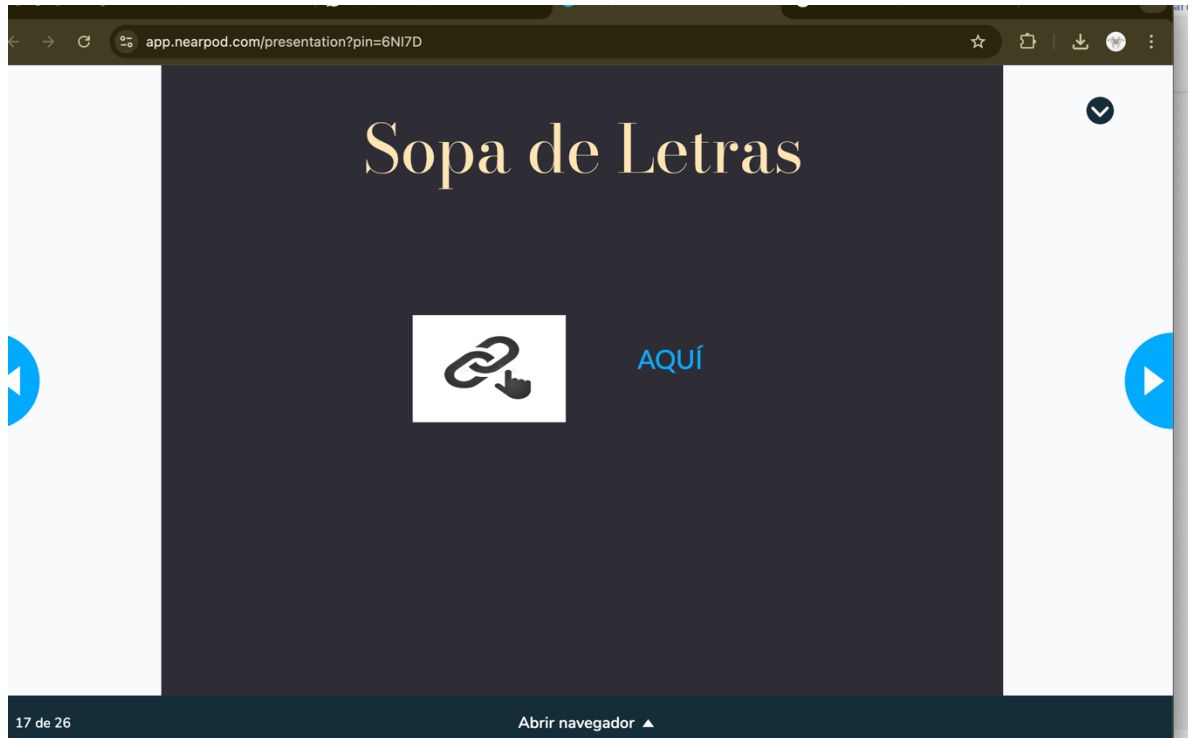 app.nearpod.com/presentation?pin=6NI7D
Sopa de Letras
AQUÍ
17 de 26
Abrir navegador